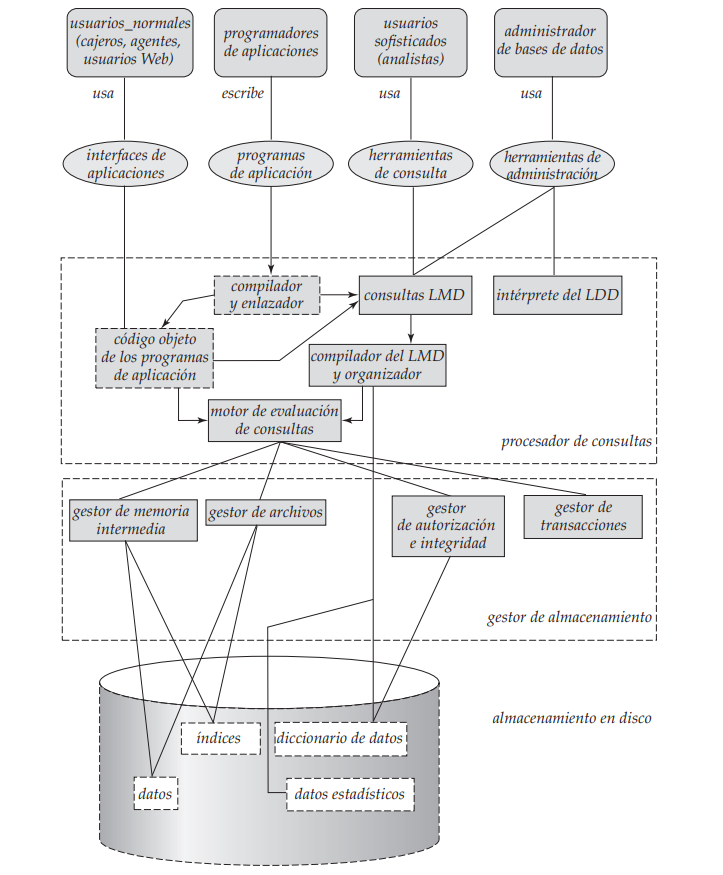 usuarios_normales
(cajeros, agentes,
usuarios Web)
programadores
de aplicaciones
usuarios
sofisticados
(analistas)
administrador
de bases de datos
usa
escribe
usa
usa
interfaces de
aplicaciones
programas
de aplicación
herramientas
de consulta
herramientas de
administración
compilador
y enlazador
consultas LMD
intérprete del LDD
código objeto
de los programas
de aplicación
compilador del LMD
y organizador
motor de evaluación
de consultas
procesador de consultas
gestor de memoria
intermedia
gestor de archivos
gestor
de autorización
e integridad
gestor de
transacciones
gestor de almacenamiento
almacenamiento en disco
índices
diccionario de datos
datos
datos estadísticos